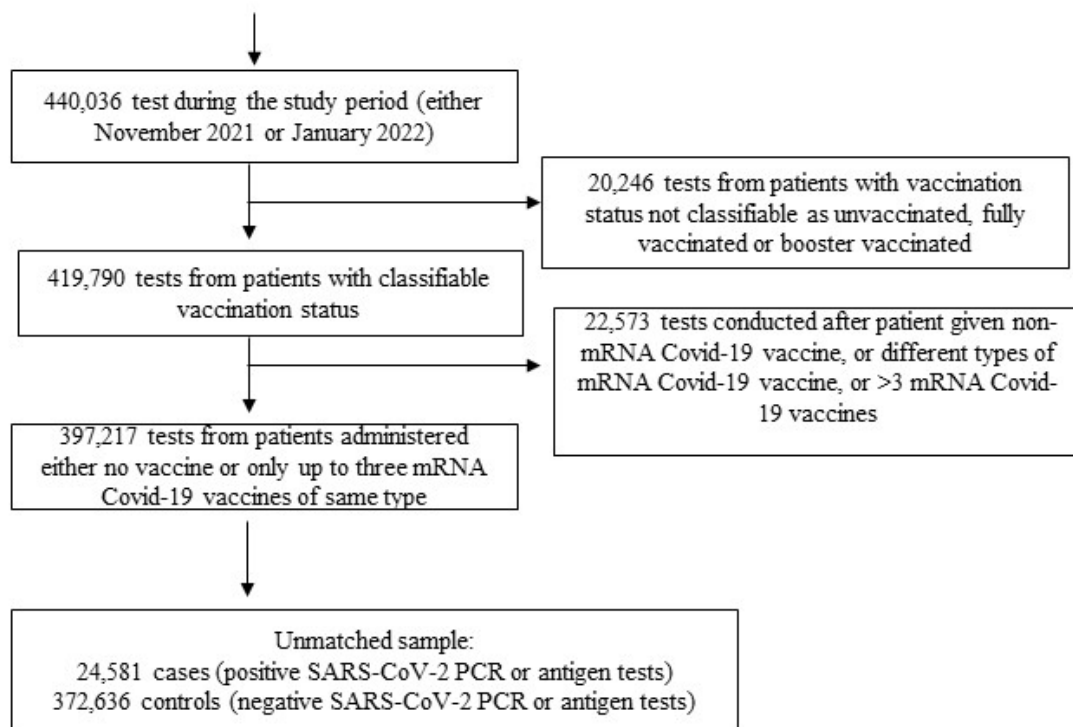 440,036 test during the study period (either
November 2021 or January 2022)
20,246 tests from patients with vaccination
status not classifiable as unvaccinated, fully
vaccinated or booster vaccinated
419,790 tests from patients with classifiable
vaccination status
22,573 tests conducted after patient given non-
mRNA Covid-19 vaccine, or different types of
mRNA Covid-19 vaccine, or >3 mRNA Covid-
19 vaccines
397,217 tests from patients administered
either no vaccine or only up to three mRNA
Covid-19 vaccines of same type
Unmatched sample:
24,581 cases (positive SARS-CoV-2 PCR or antigen tests)
372,636 controls (negative SARS-CoV-2 PCR or antigen tests)